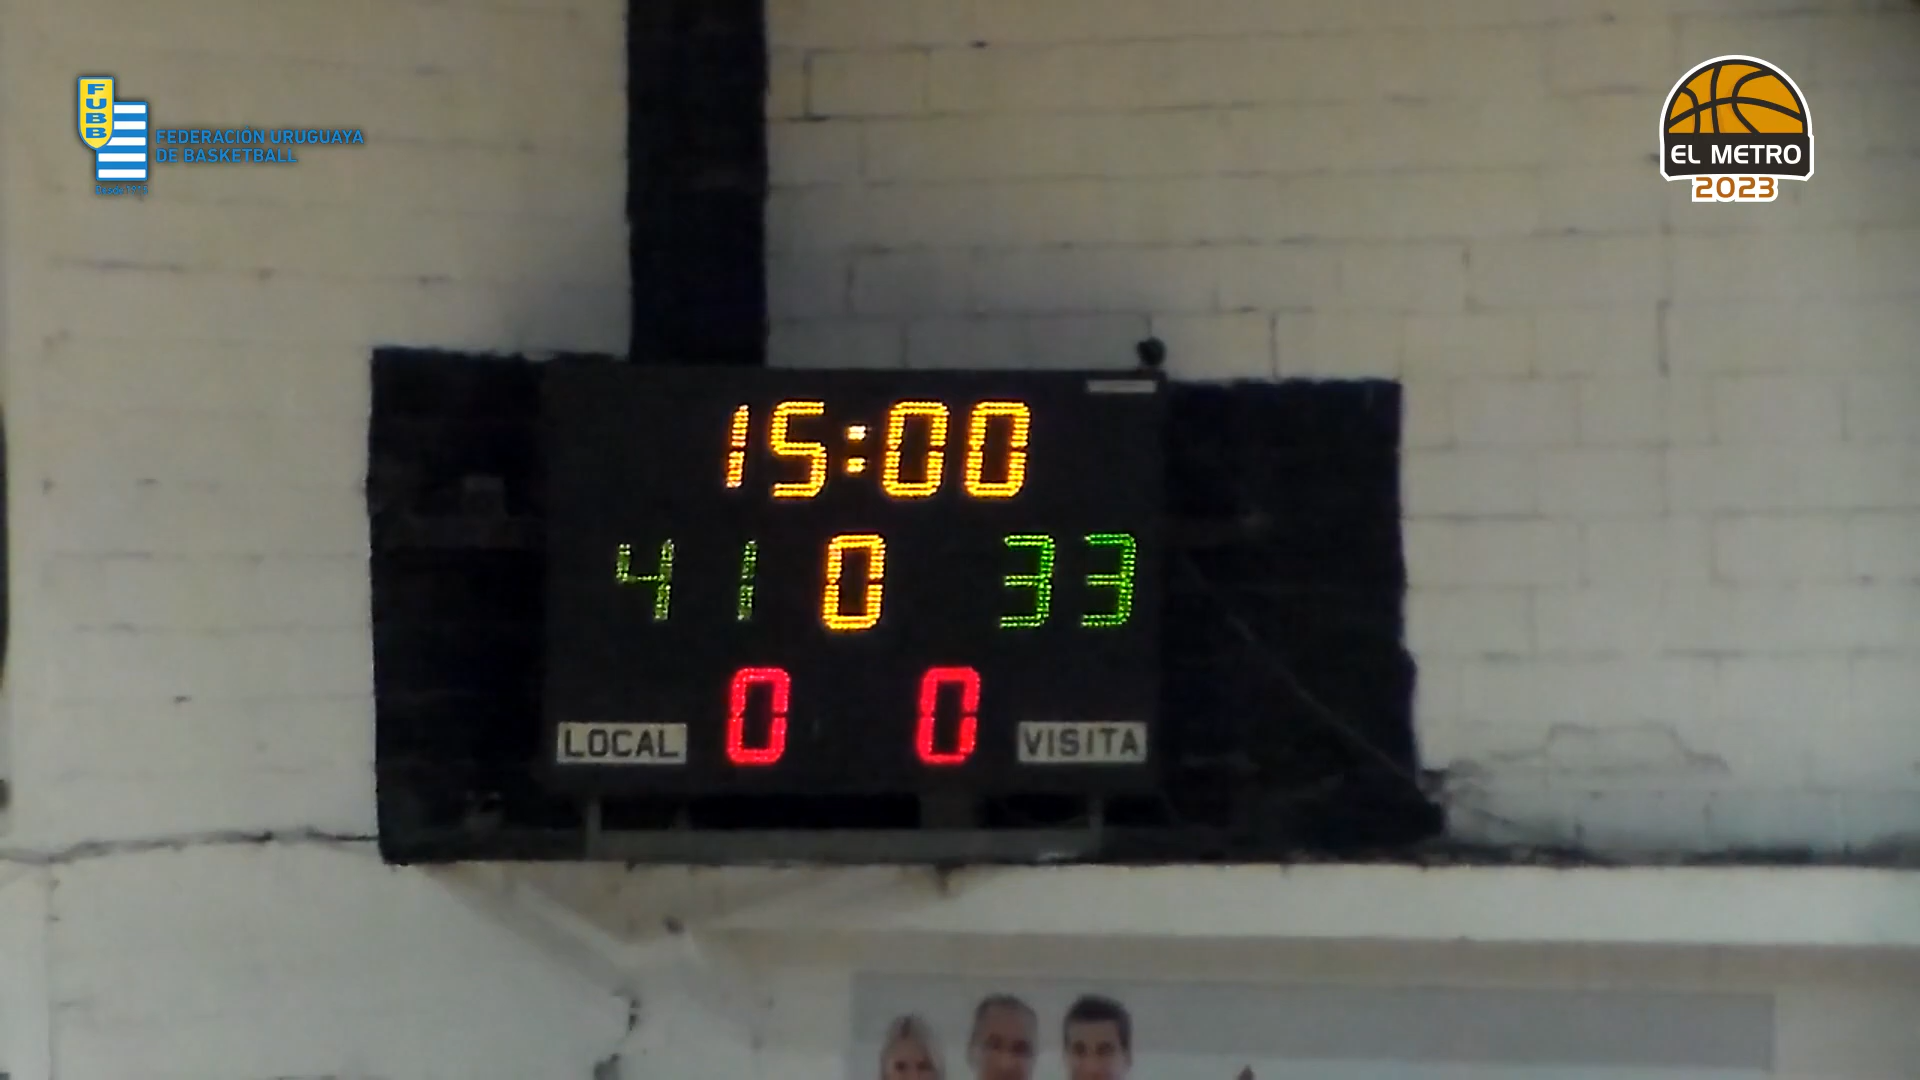 FUBB
FEDERACIÓN URUGUAYA
DE BASKETBALL
EL METRO
2023
15:00
41 0 33
0 0
LOCAL VISITA